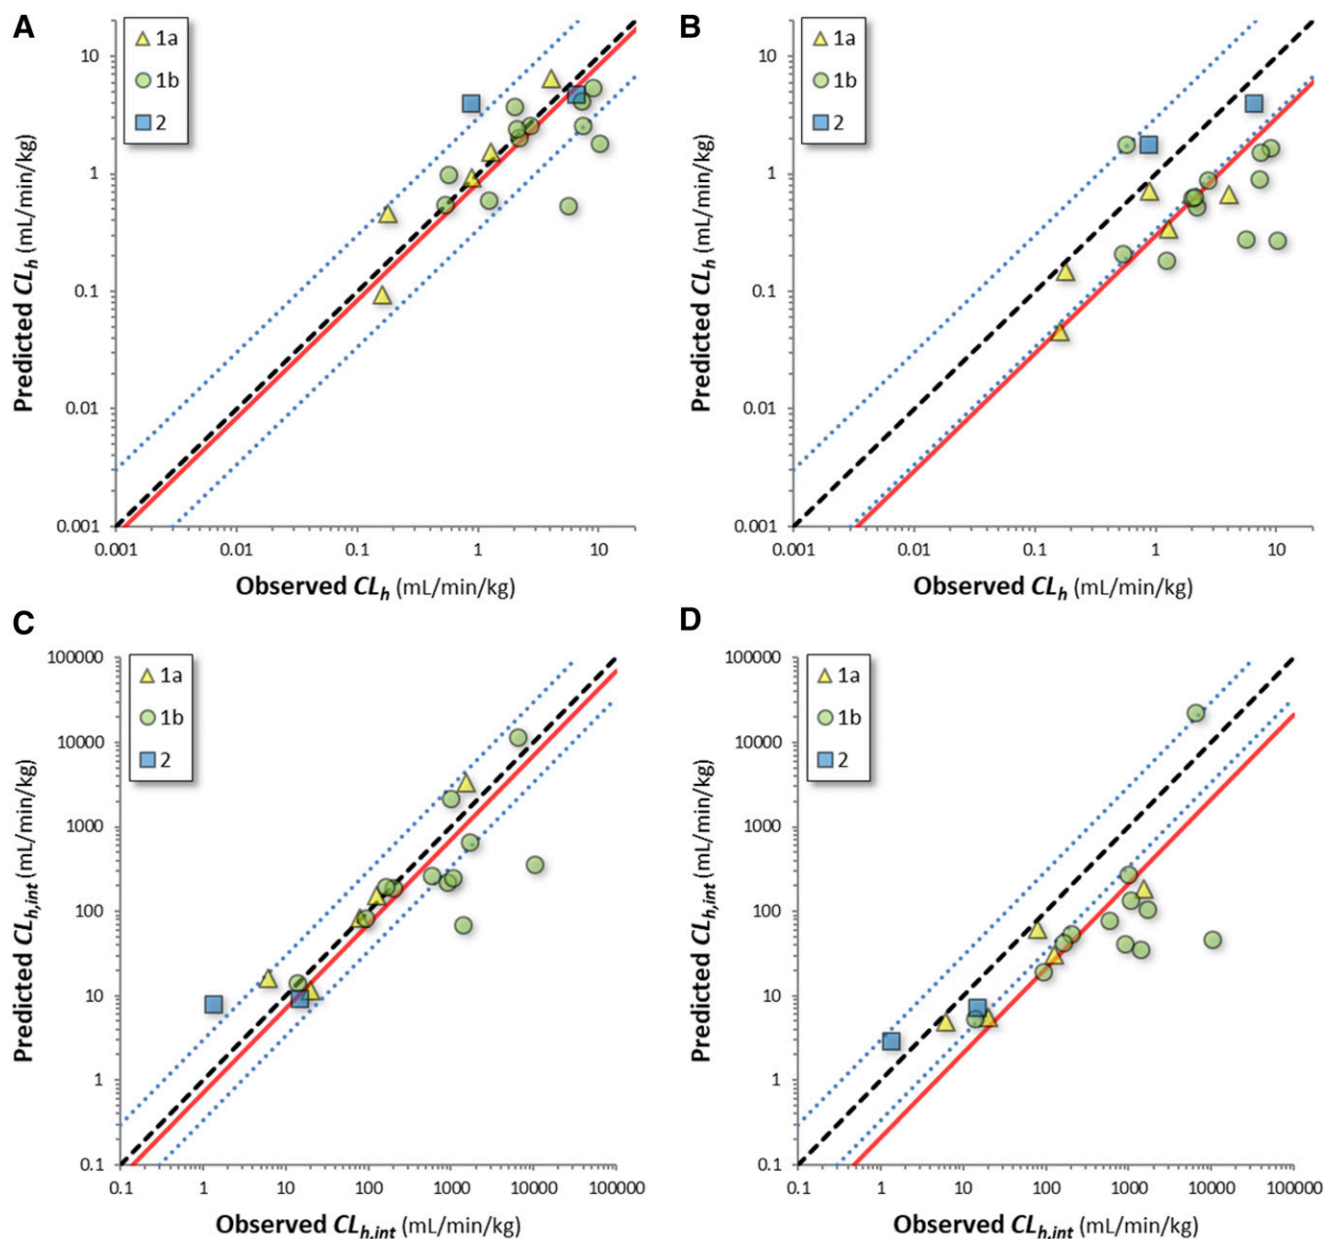 A
1a
1b
2
10
1
0.1
0.01
0.001
Predicted CLh (mL/min/kg)
0.001 0.01 0.1 1 10
Observed CLh (mL/min/kg)
B
1a
1b
2
10
1
0.1
0.01
0.001
Predicted CLh (mL/min/kg)
0.001 0.01 0.1 1 10
Observed CLh (mL/min/kg)
C
1a
1b
2
100000
10000
1000
100
10
1
0.1
Predicted CLh,int (mL/min/kg)
0.1 1 10 100 1000 10000 100000
Observed CLh,int (mL/min/kg)
D
1a
1b
2
100000
10000
1000
100
10
1
0.1
Predicted CLh,int (mL/min/kg)
0.1 1 10 100 1000 10000 100000
Observed CLh,int (mL/min/kg)